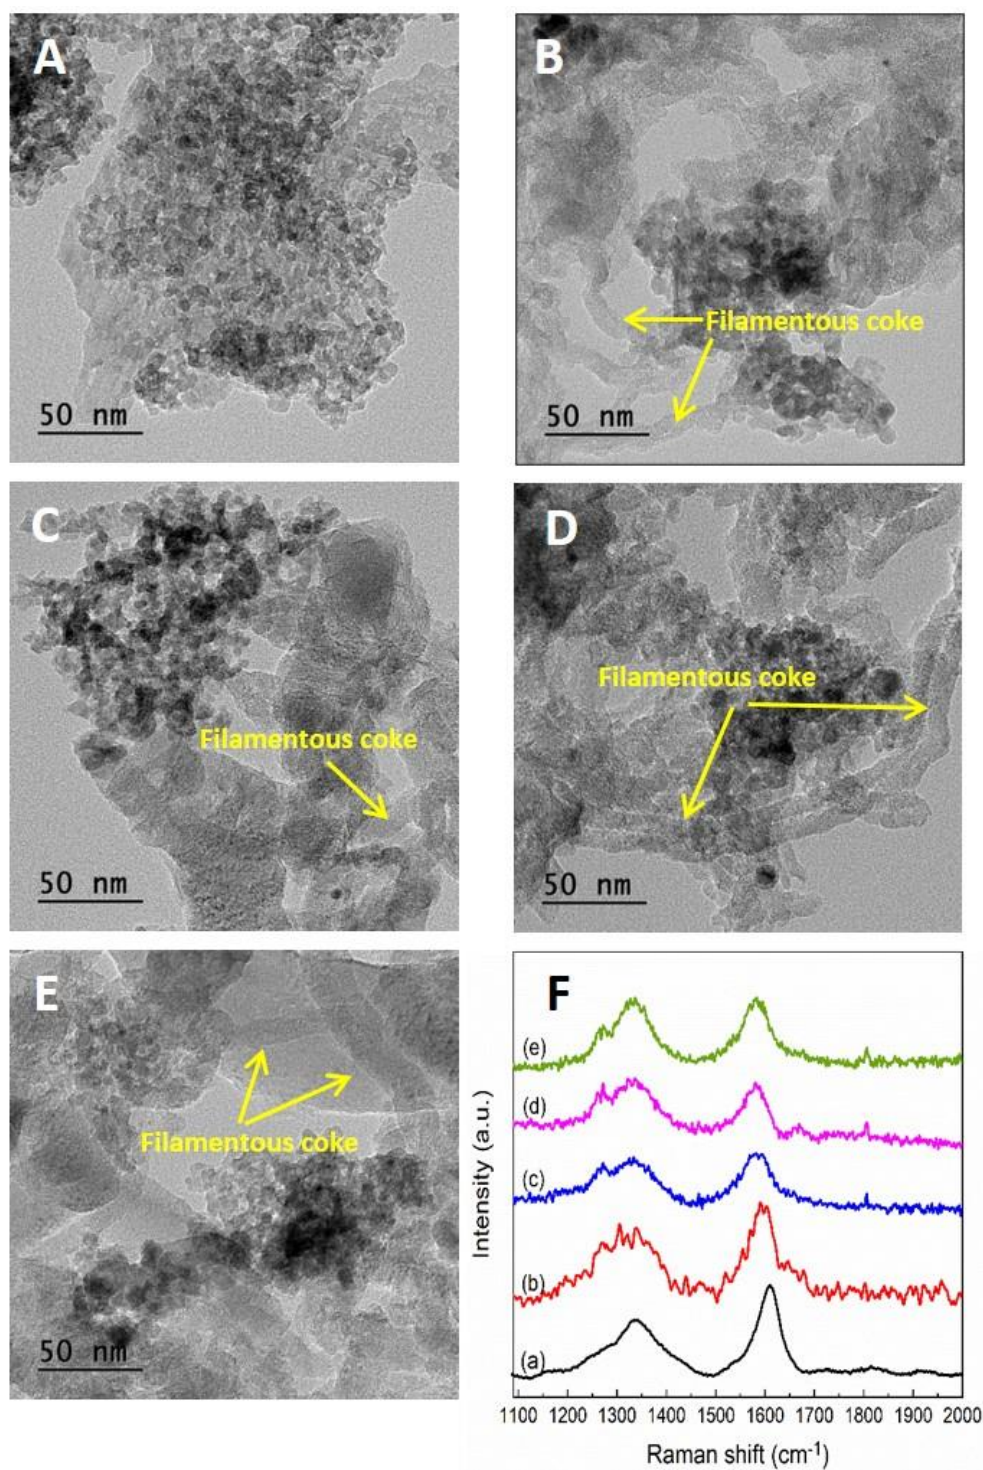 A
50 nm
B
Filamentous coke
50 nm
C
Filamentous coke
50 nm
D
Filamentous coke
50 nm
E
Filamentous coke
50 nm
F
(e)
(d)
(c)
(b)
(a)
Intensity (a.u.)
1100 1200 1300 1400 1500 1600 1700 1800 1900 2000
Raman shift (cm-1)